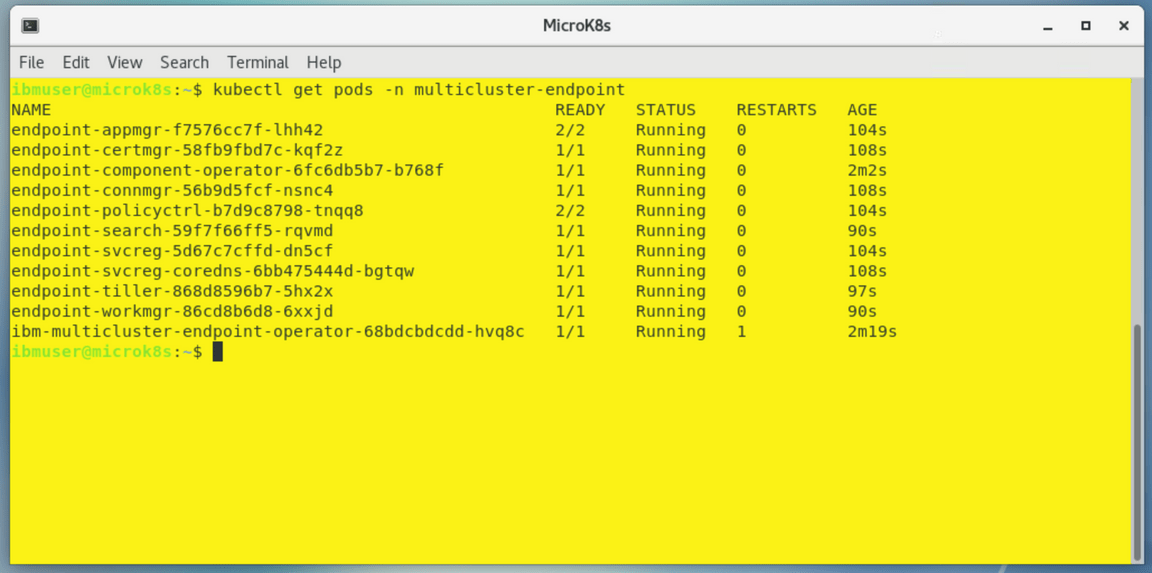 MicroK8s
File Edit View Search Terminal Help
ibmuser@microk8s:~$ kubectl get pods -n multicluster-endpoint
NAME READY STATUS RESTARTS AGE
endpoint-appmgr-f7576cc7f-lhh42 2/2 Running 0 104s
endpoint-certmgr-58fb9fbd7c-kqf2z 1/1 Running 0 108s
endpoint-component-operator-6fc6db5b7-b768f 1/1 Running 0 2m2s
endpoint-connmgr-56b9d5fcf-nsnc4 1/1 Running 0 108s
endpoint-policyctrl-b7d9c8798-tnqq8 2/2 Running 0 104s
endpoint-search-59f7f66ff5-rqvmd 1/1 Running 0 90s
endpoint-svcreg-5d67c7cffd-dn5cf 1/1 Running 0 104s
endpoint-svcreg-coredns-6bb475444d-bgtqw 1/1 Running 0 108s
endpoint-tiller-868d8596b7-5hx2x 1/1 Running 0 97s
endpoint-workmgr-86cd8b6d8-6xxjd 1/1 Running 0 90s
ibm-multicluster-endpoint-operator-68bdcbdcdd-hvq8c 1/1 Running 1 2m19s
ibmuser@microk8s:~$